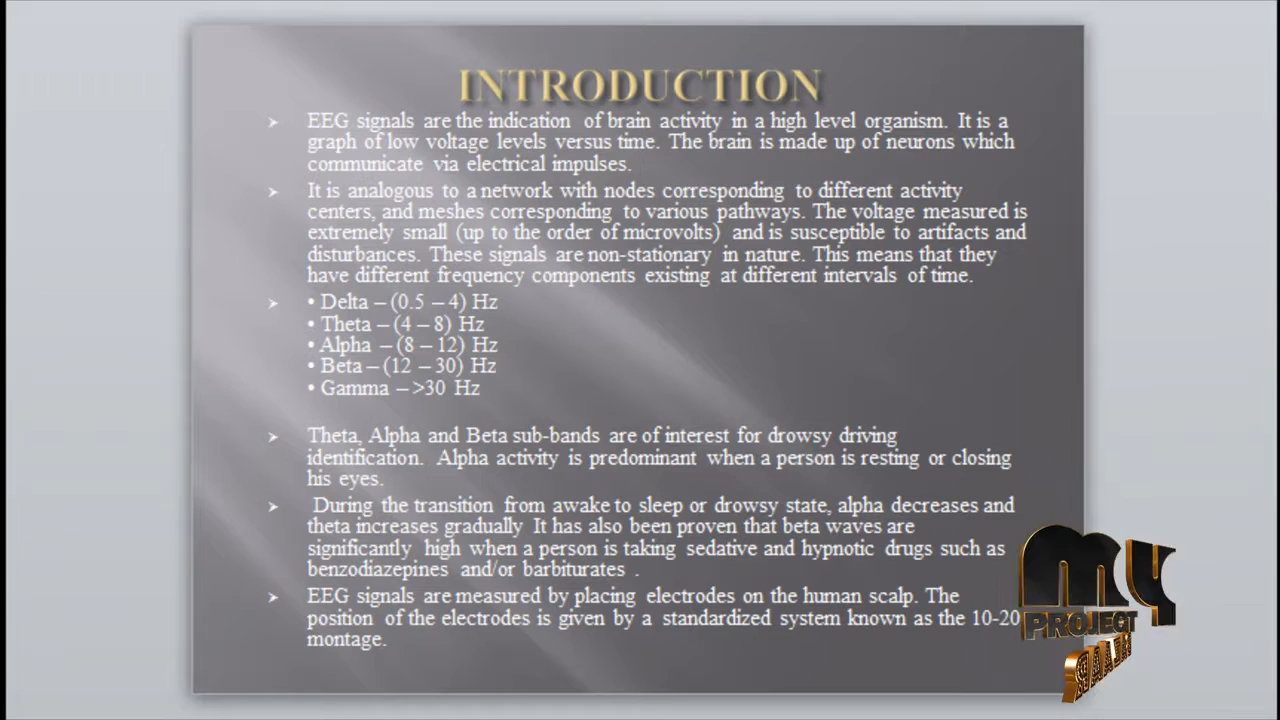 INTRODUCTION
➢ EEG signals are the indication of brain activity in a high level organism. It is a
graph of low voltage levels versus time. The brain is made up of neurons which
communicate via electrical impulses.
➢ It is analogous to a network with nodes corresponding to different activity
centers, and meshes corresponding to various pathways. The voltage measured is
extremely small (up to the order of microvolts) and is susceptible to artifacts and
disturbances. These signals are non-stationary in nature. This means that they
have different frequency components existing at different intervals of time.
➢ • Delta – (0.5 – 4) Hz
• Theta – (4 – 8) Hz
• Alpha – (8 – 12) Hz
• Beta – (12 – 30) Hz
• Gamma – >30 Hz
➢ Theta, Alpha and Beta sub-bands are of interest for drowsy driving
identification. Alpha activity is predominant when a person is resting or closing
his eyes.
➢ During the transition from awake to sleep or drowsy state, alpha decreases and
theta increases gradually It has also been proven that beta waves are
significantly high when a person is taking sedative and hypnotic drugs such as
benzodiazepines and/or barbiturates .
➢ EEG signals are measured by placing electrodes on the human scalp. The
position of the electrodes is given by a standardized system known as the 10-20
montage.
MY
PROJECT